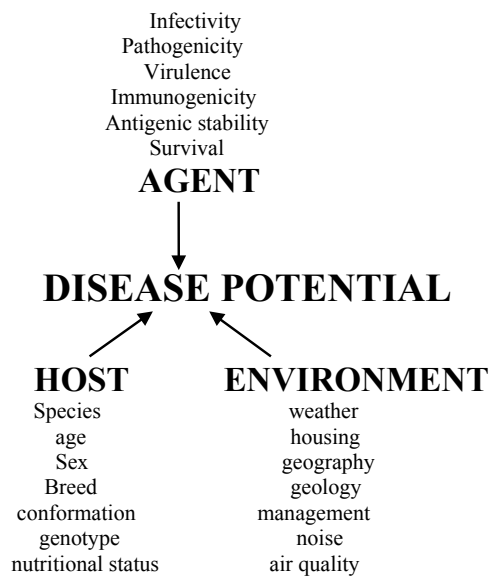 Infectivity
Pathogenicity
Virulence
Immunogenicity
Antigenic stability
Survival
AGENT
DISEASE POTENTIAL
HOST
Species
age
Sex
Breed
conformation
genotype
nutritional status
ENVIRONMENT
weather
housing
geography
geology
management
noise
air quality